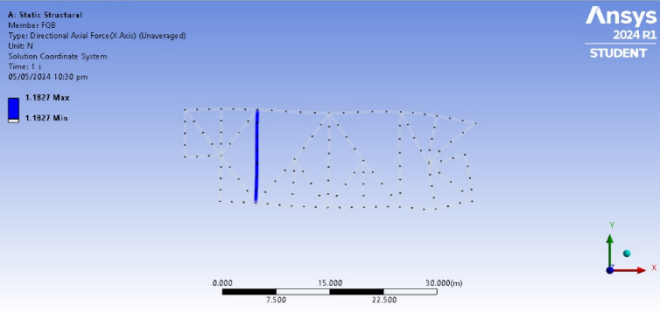 A: Static Structural
Member FQB
Type: Directional Axial Force(X Axis) (Unaveraged)
Unit: N
Solution Coordinate System
Time: 1 s
05/05/2024 10:30 pm
1.1827 Max
1.1827 Min
Ansys
2024 R1
STUDENT
0.000 15.000 30.000(m)
7.500 22.500
Y
X